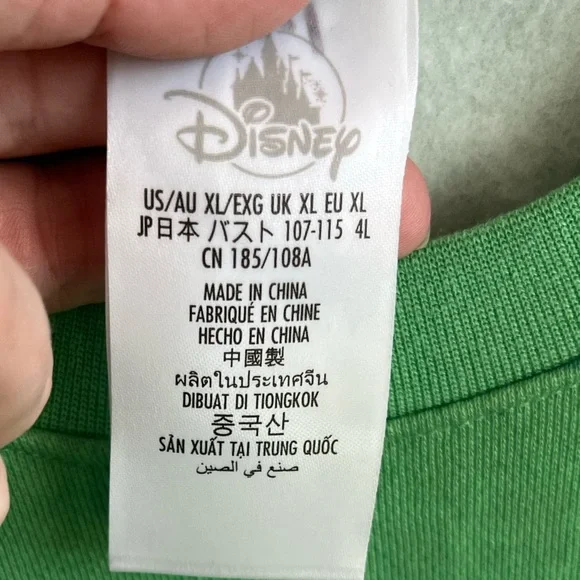 Disney
US/AU XL/EXG UK XL EU XL
JP日本 バスト 107-115 4L
CN 185/108A
MADE IN CHINA
FABRIQUÉ EN CHINE
HECHO EN CHINA
中國製
ผลิตในประเทศจีน
DIBUAT DI TIONGKOK
중국산
SẢN XUẤT TẠI TRUNG QUỐC
صنع في الصين